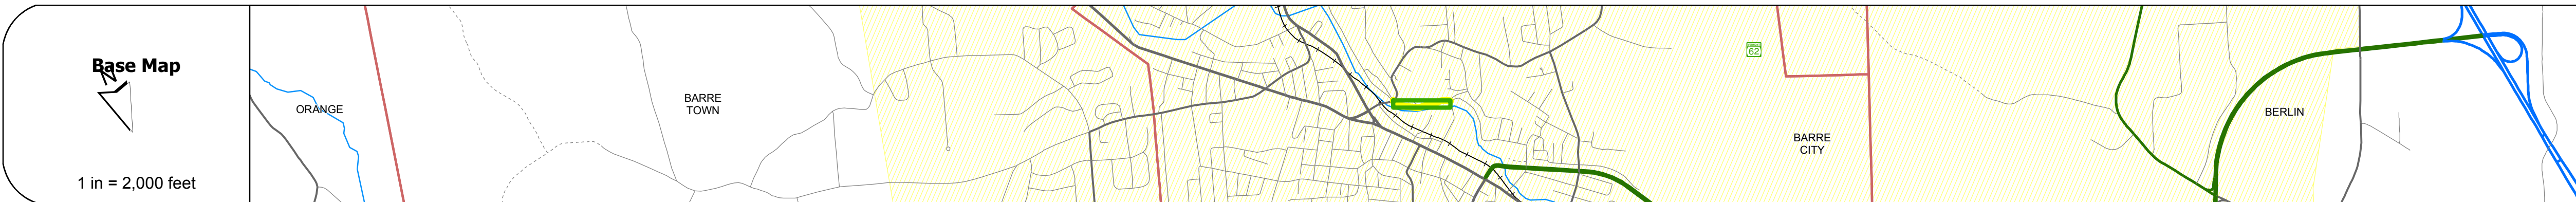 Base Map
N
1 in = 2,000 feet
ORANGE
BARRE
TOWN
62
BARRE
CITY
BERLIN